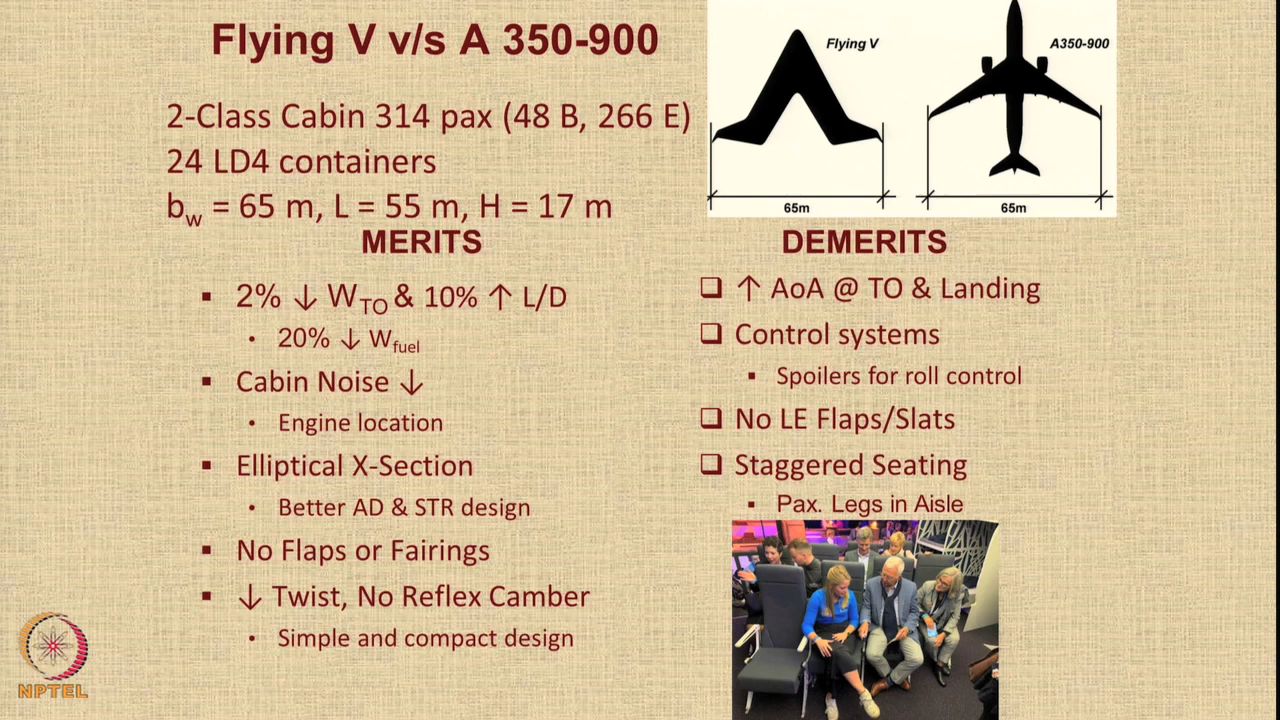 Flying V v/s A 350-900
2-Class Cabin 314 pax (48 B, 266 E)
24 LD4 containers
bw = 65 m, L = 55 m, H = 17 m
Flying V
A350-900
65m
65m
MERITS
▪ 2% ↓ WTO & 10% ↑ L/D
• 20% ↓ Wfuel
▪ Cabin Noise ↓
• Engine location
▪ Elliptical X-Section
• Better AD & STR design
▪ No Flaps or Fairings
▪ ↓ Twist, No Reflex Camber
• Simple and compact design
DEMERITS
❑ ↑ AoA @ TO & Landing
❑ Control systems
▪ Spoilers for roll control
❑ No LE Flaps/Slats
❑ Staggered Seating
▪ Pax. Legs in Aisle
NPTEL